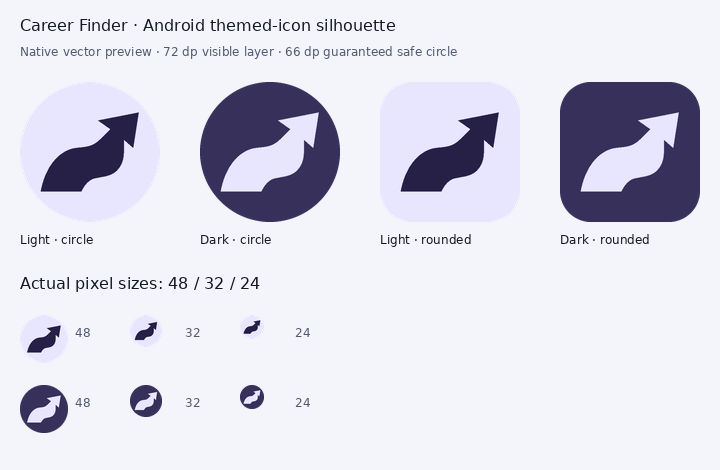 Career Finder · Android themed-icon silhouette
Native vector preview · 72 dp visible layer · 66 dp guaranteed safe circle
Light · circle
Dark · circle
Light · rounded
Dark · rounded
Actual pixel sizes: 48 / 32 / 24
48
32
24
48
32
24